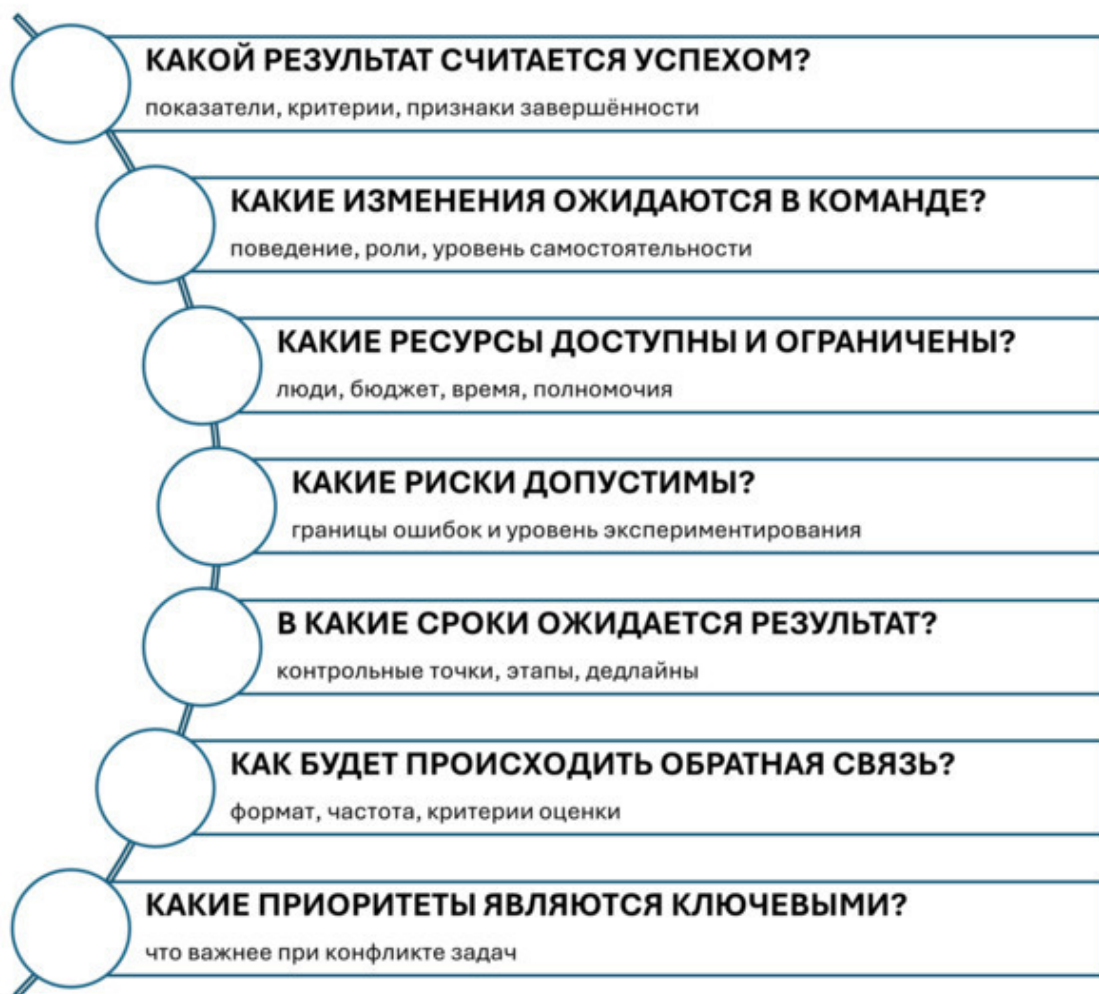 КАКОЙ РЕЗУЛЬТАТ СЧИТАЕТСЯ УСПЕХОМ?
показатели, критерии, признаки завершённости
КАКИЕ ИЗМЕНЕНИЯ ОЖИДАЮТСЯ В КОМАНДЕ?
поведение, роли, уровень самостоятельности
КАКИЕ РЕСУРСЫ ДОСТУПНЫ И ОГРАНИЧЕНЫ?
люди, бюджет, время, полномочия
КАКИЕ РИСКИ ДОПУСТИМЫ?
границы ошибок и уровень экспериментирования
В КАКИЕ СРОКИ ОЖИДАЕТСЯ РЕЗУЛЬТАТ?
контрольные точки, этапы, дедлайны
КАК БУДЕТ ПРОИСХОДИТЬ ОБРАТНАЯ СВЯЗЬ?
формат, частота, критерии оценки
КАКИЕ ПРИОРИТЕТЫ ЯВЛЯЮТСЯ КЛЮЧЕВЫМИ?
что важнее при конфликте задач